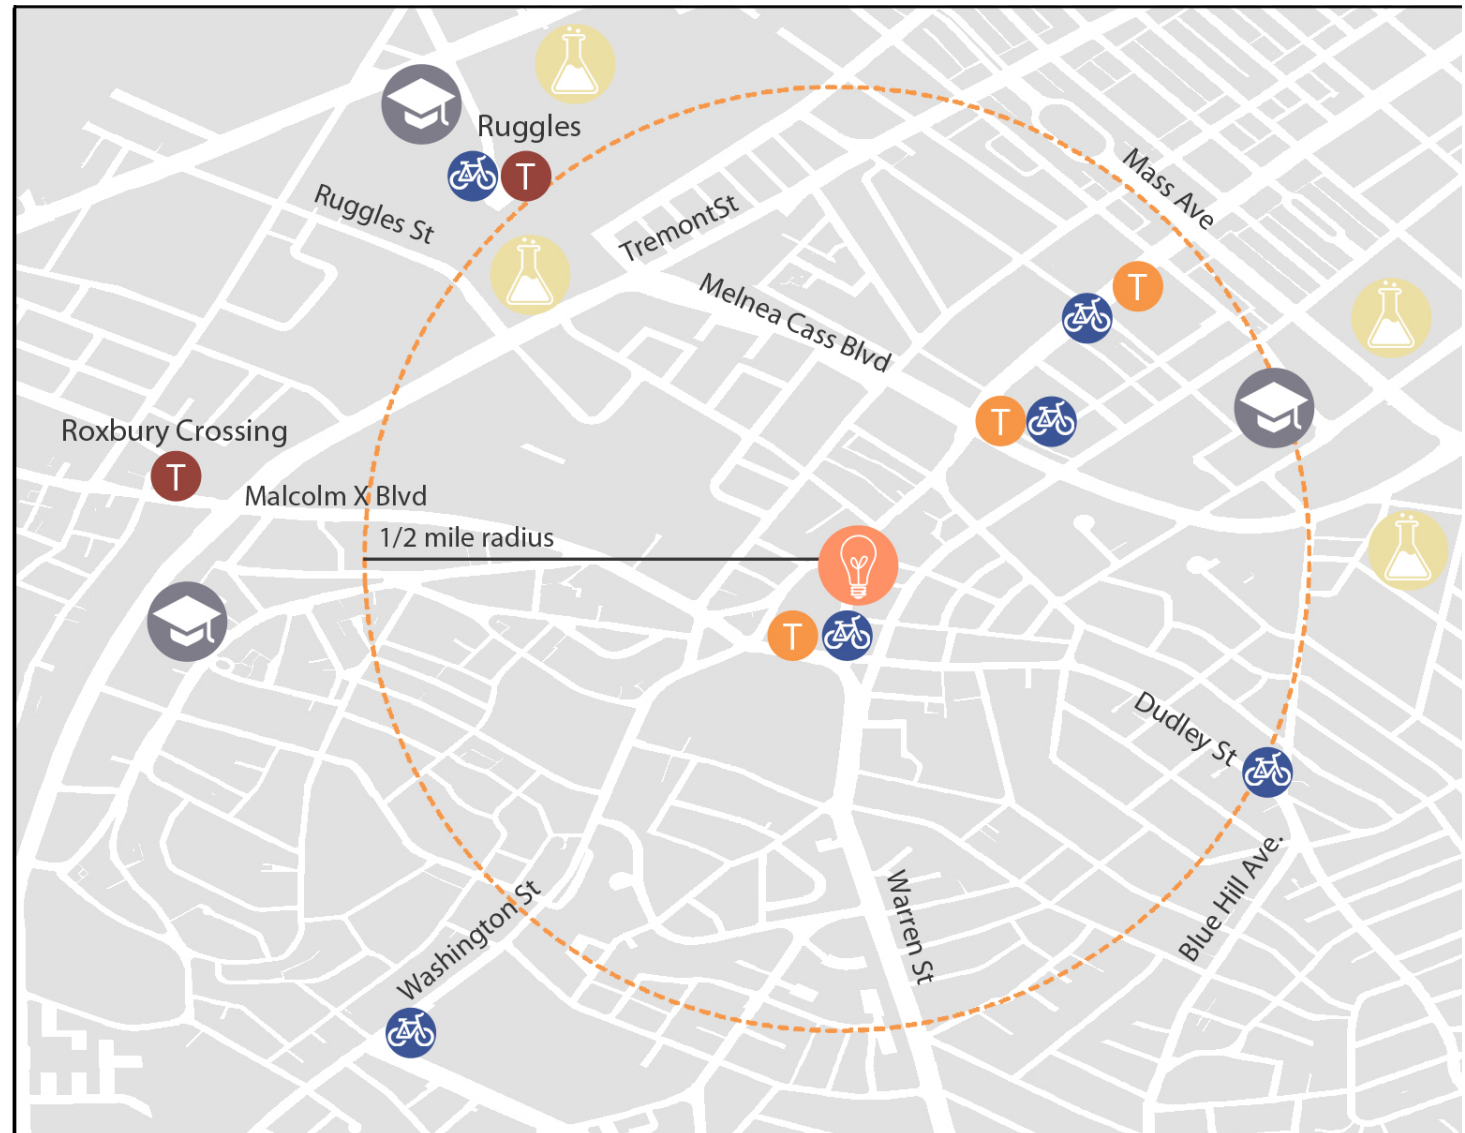 Ruggles
T
Ruggles St
TremontSt
Mass Ave
T
Melnea Cass Blvd
T
Roxbury Crossing
T
Malcolm X Blvd
1/2 mile radius
T
Dudley St
Blue Hill Ave.
Warren St
Washington St